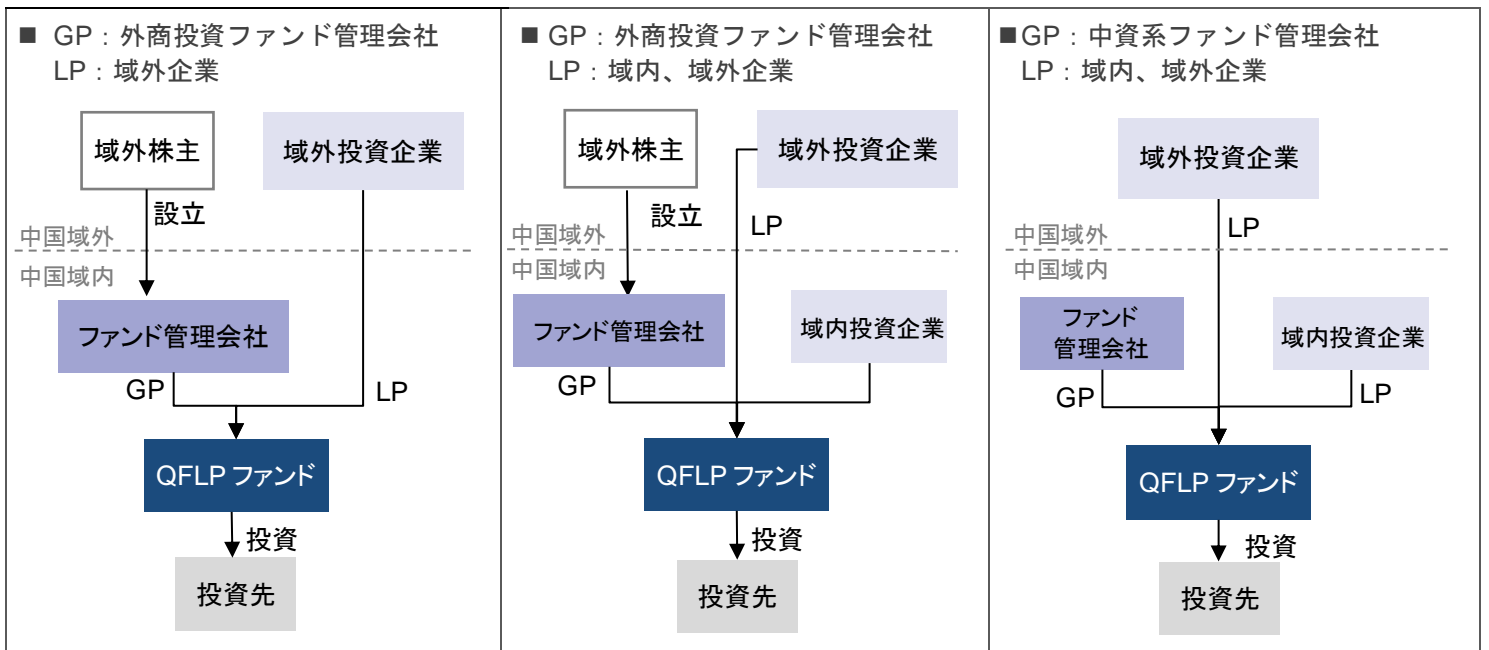 ■ GP：外商投資ファンド管理会社
LP：域外企業
域外株主
域外投資企業
設立
中国域外
中国域内
ファンド管理会社
GP
LP
QFLP ファンド
投資
投資先
■ GP：外商投資ファンド管理会社
LP：域内、域外企業
域外株主
域外投資企業
設立
LP
中国域外
中国域内
ファンド管理会社
域内投資企業
GP
QFLP ファンド
投資
投資先
■GP：中資系ファンド管理会社
LP：域内、域外企業
域外投資企業
LP
中国域外
中国域内
ファンド
管理会社
域内投資企業
GP
LP
QFLP ファンド
投資
投資先